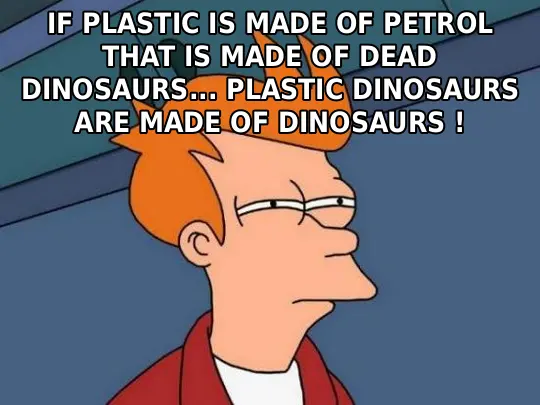 IF PLASTIC IS MADE OF PETROL
THAT IS MADE OF DEAD
DINOSAURS... PLASTIC DINOSAURS
ARE MADE OF DINOSAURS !